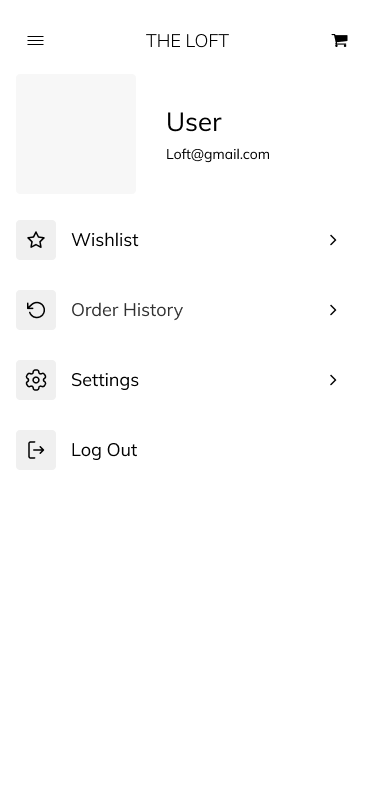 THE LOFT
User
Loft@gmail.com
Wishlist
Order History
Settings
Log Out